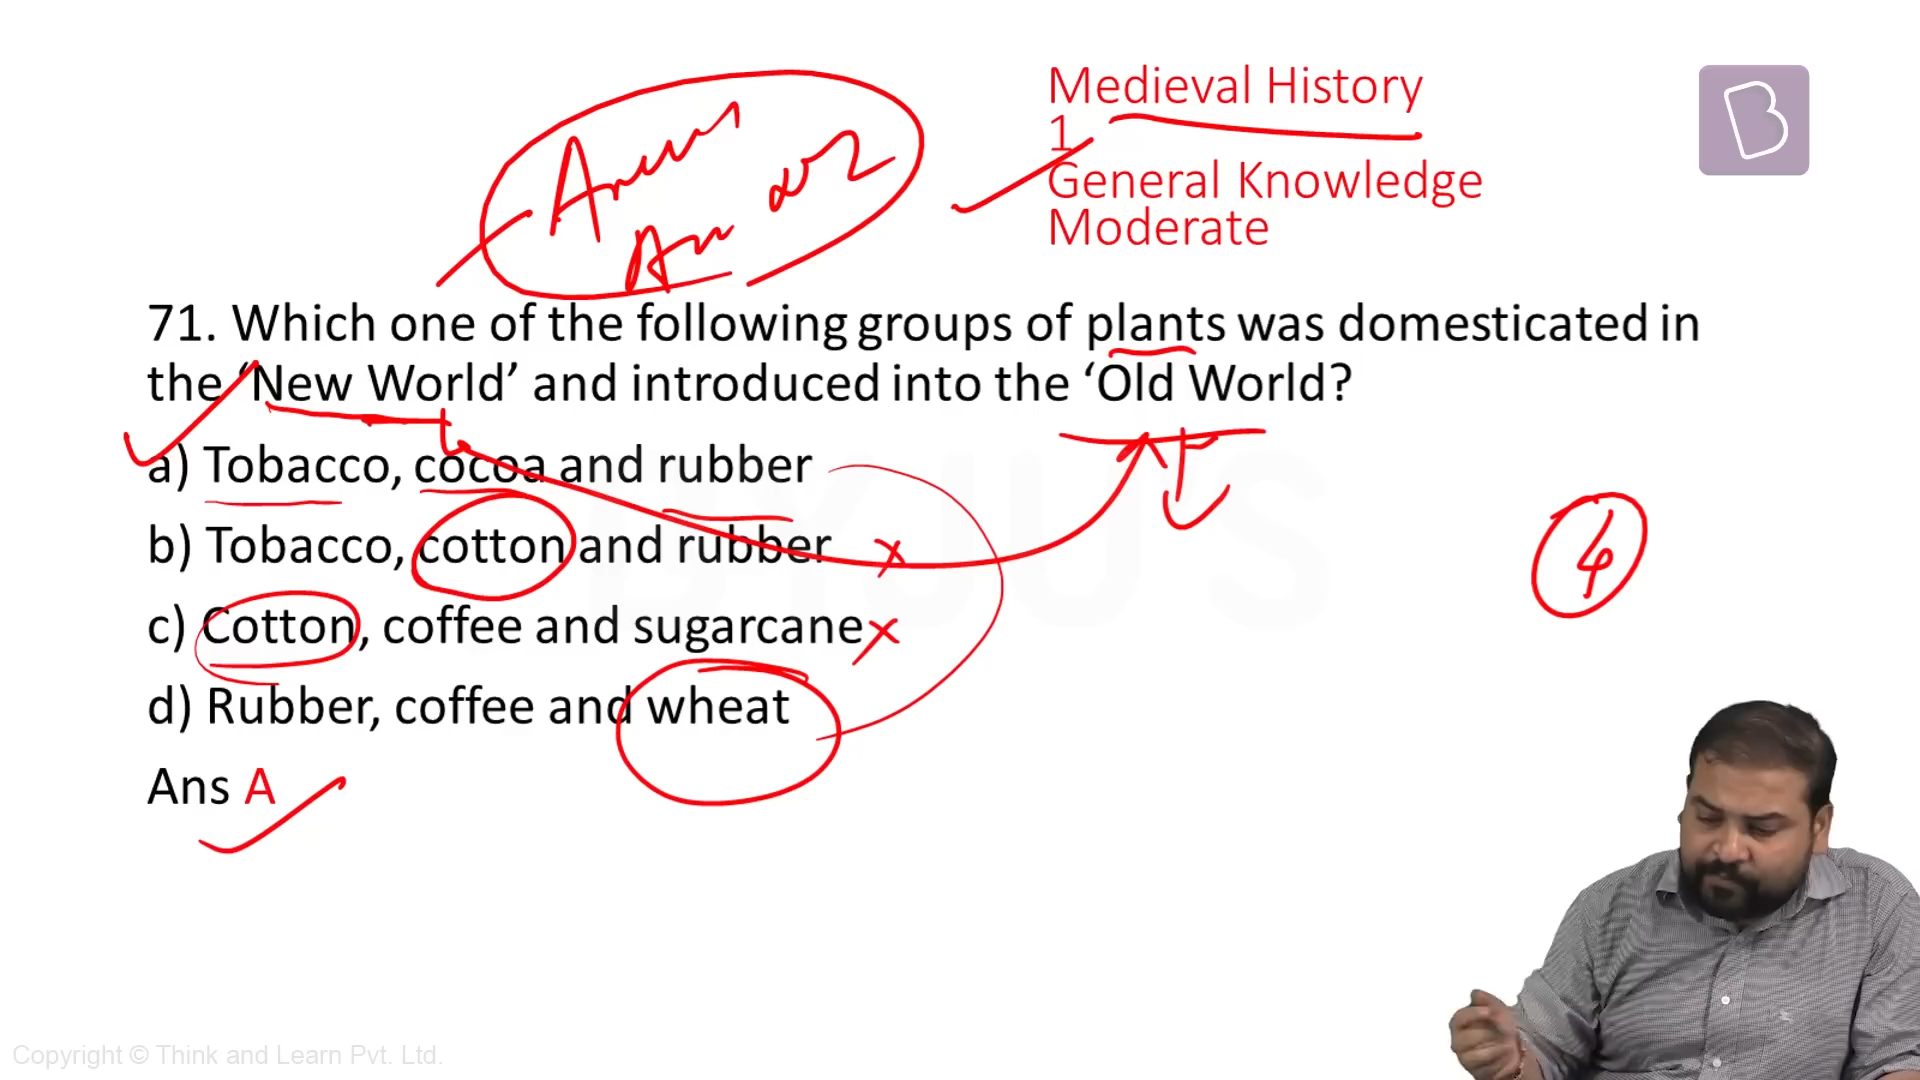 Medieval History
1
General Knowledge
Moderate
71. Which one of the following groups of plants was domesticated in
the ‘New World’ and introduced into the ‘Old World?
a) Tobacco, cocoa and rubber
b) Tobacco, cotton and rubber
c) Cotton, coffee and sugarcane
d) Rubber, coffee and wheat
Ans A
BYJU'S
Copyright © Think and Learn Pvt. Ltd.